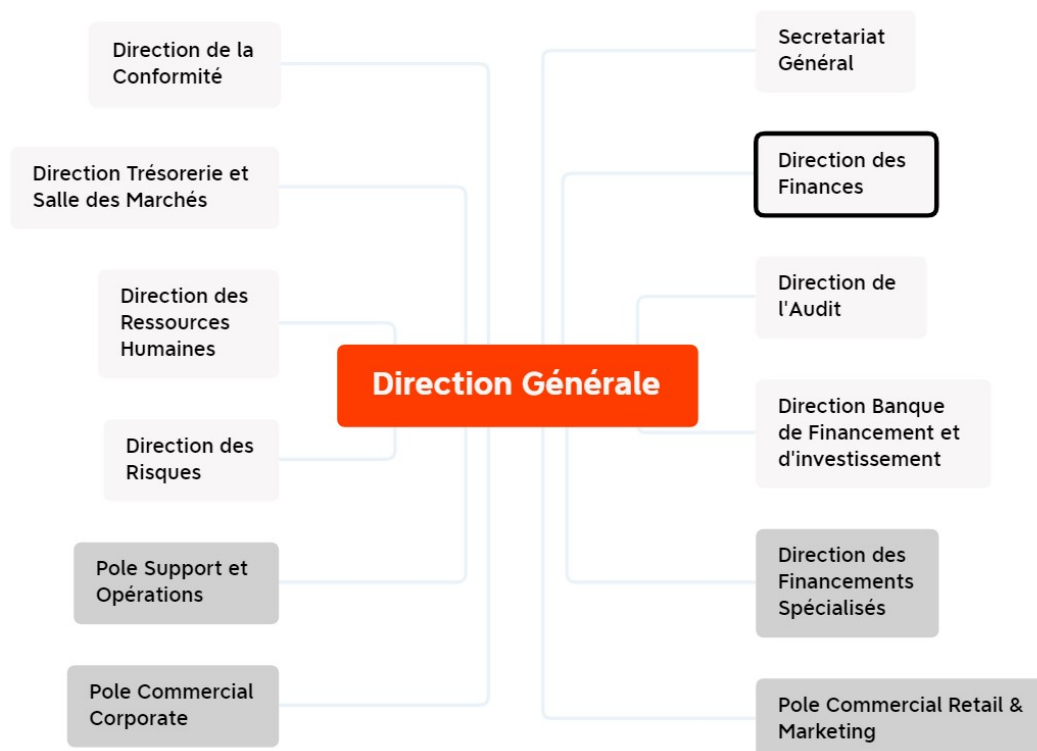 Direction de la
Conformité
Direction Trésorerie et
Salle des Marchés
Direction des
Ressources
Humaines
Direction des
Risques
Pole Support et
Opérations
Pole Commercial
Corporate
Direction Générale
Secretariat
Général
Direction des
Finances
Direction de
l'Audit
Direction Banque
de Financement et
d'investissement
Direction des
Financements
Spécialisés
Pole Commercial Retail &
Marketing